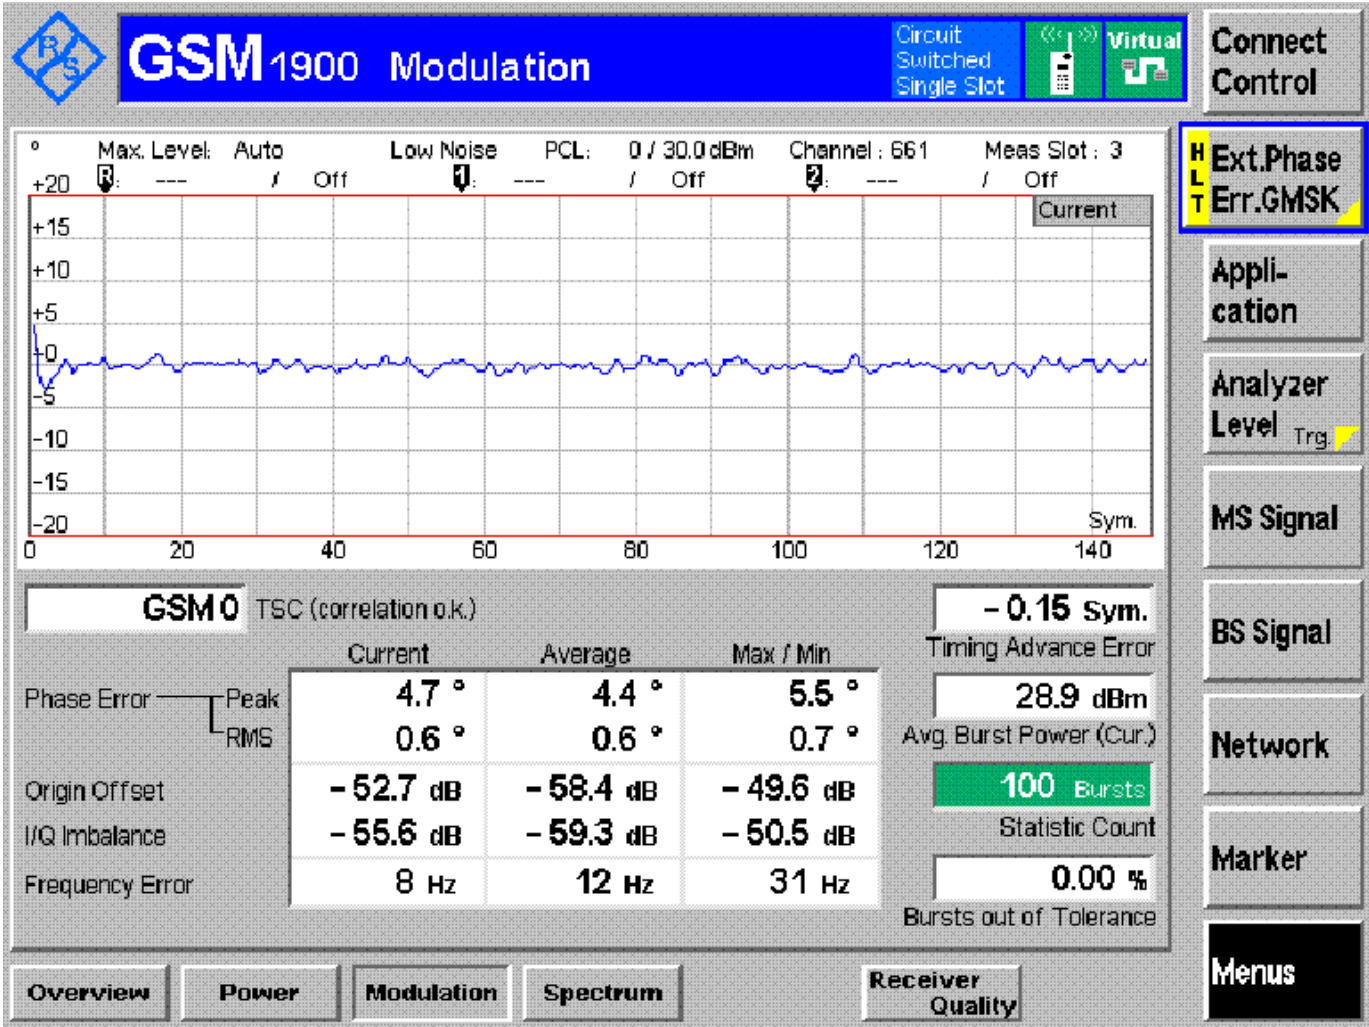 R&S
GSM 1900 Modulation
Circuit
Switched
Single Slot
Virtual
Connect
Control
° Max. Level: Auto Low Noise PCL: 0 / 30.0 dBm Channel : 661 Meas Slot : 3
R: --- / Off 1: --- / Off 2: --- / Off
Current
+20
+15
+10
+5
+0
-5
-10
-15
-20
Sym.
0 20 40 60 80 100 120 140
GSM 0 TSC (correlation o.k.)
Current Average Max / Min
Phase Error Peak 4.7 ° 4.4 ° 5.5 °
RMS 0.6 ° 0.6 ° 0.7 °
Origin Offset - 52.7 dB - 58.4 dB - 49.6 dB
I/Q Imbalance - 55.6 dB - 59.3 dB - 50.5 dB
Frequency Error 8 Hz 12 Hz 31 Hz
- 0.15 Sym.
Timing Advance Error
28.9 dBm
Avg. Burst Power (Cur.)
100 Bursts
Statistic Count
0.00 %
Bursts out of Tolerance
HLT
Ext.Phase
Err.GMSK
Appli-
cation
Analyzer
Level Trg.
MS Signal
BS Signal
Network
Marker
Menus
Overview Power Modulation Spectrum
Receiver
Quality